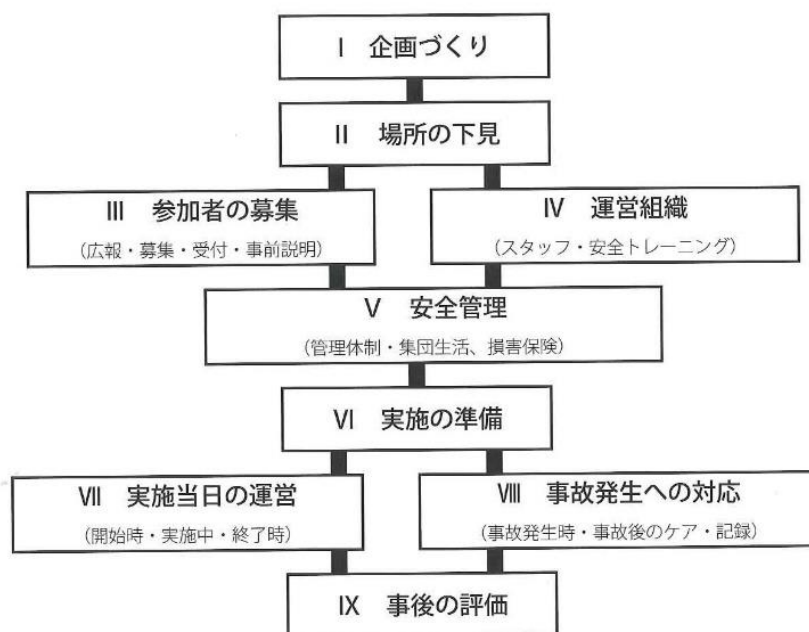 Ⅰ 企画づくり
Ⅱ 場所の下見
Ⅲ 参加者の募集
(広報・募集・受付・事前説明)
Ⅳ 運営組織
(スタッフ・安全トレーニング)
Ⅴ 安全管理
(管理体制・集団生活、損害保険)
Ⅵ 実施の準備
Ⅶ 実施当日の運営
(開始時・実施中・終了時)
Ⅷ 事故発生への対応
(事故発生時・事故後のケア・記録)
Ⅸ 事後の評価